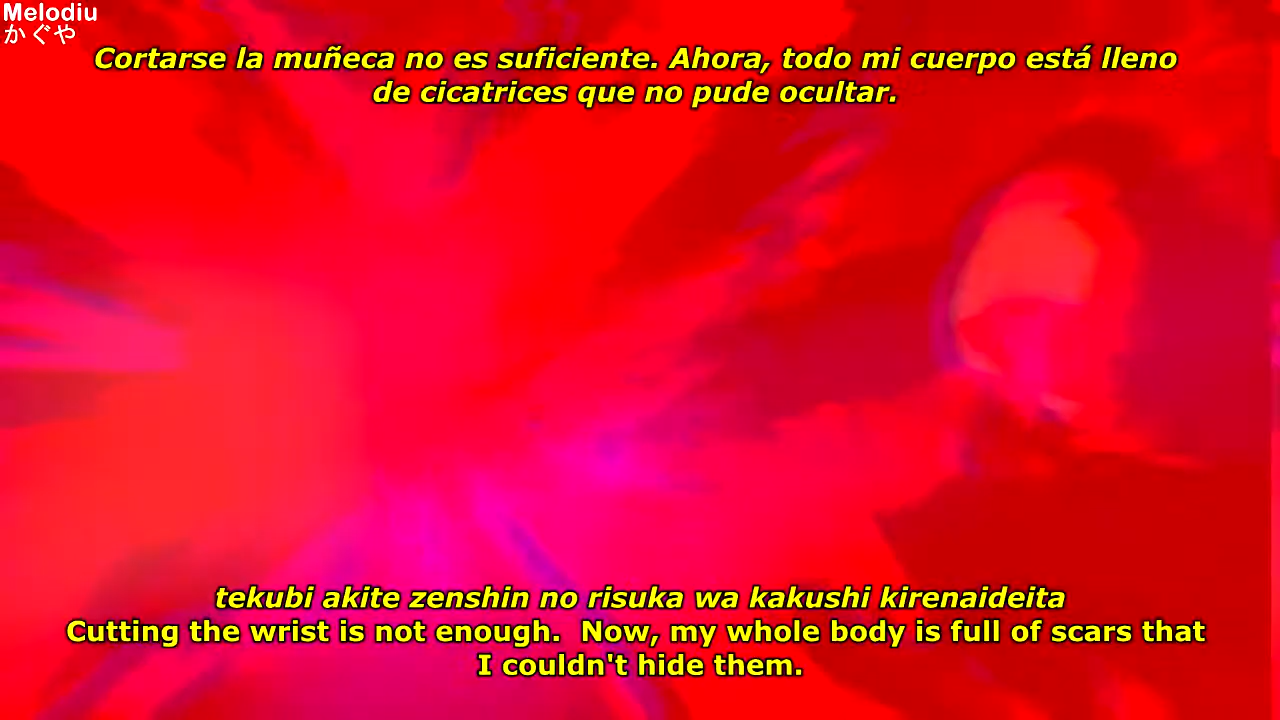 Melodiu
かぐや
Cortarse la muñeca no es suficiente. Ahora, todo mi cuerpo está lleno
de cicatrices que no pude ocultar.
tekubi akite zenshin no risuka wa kakushi kirenaideita
Cutting the wrist is not enough.  Now, my whole body is full of scars that
I couldn't hide them.